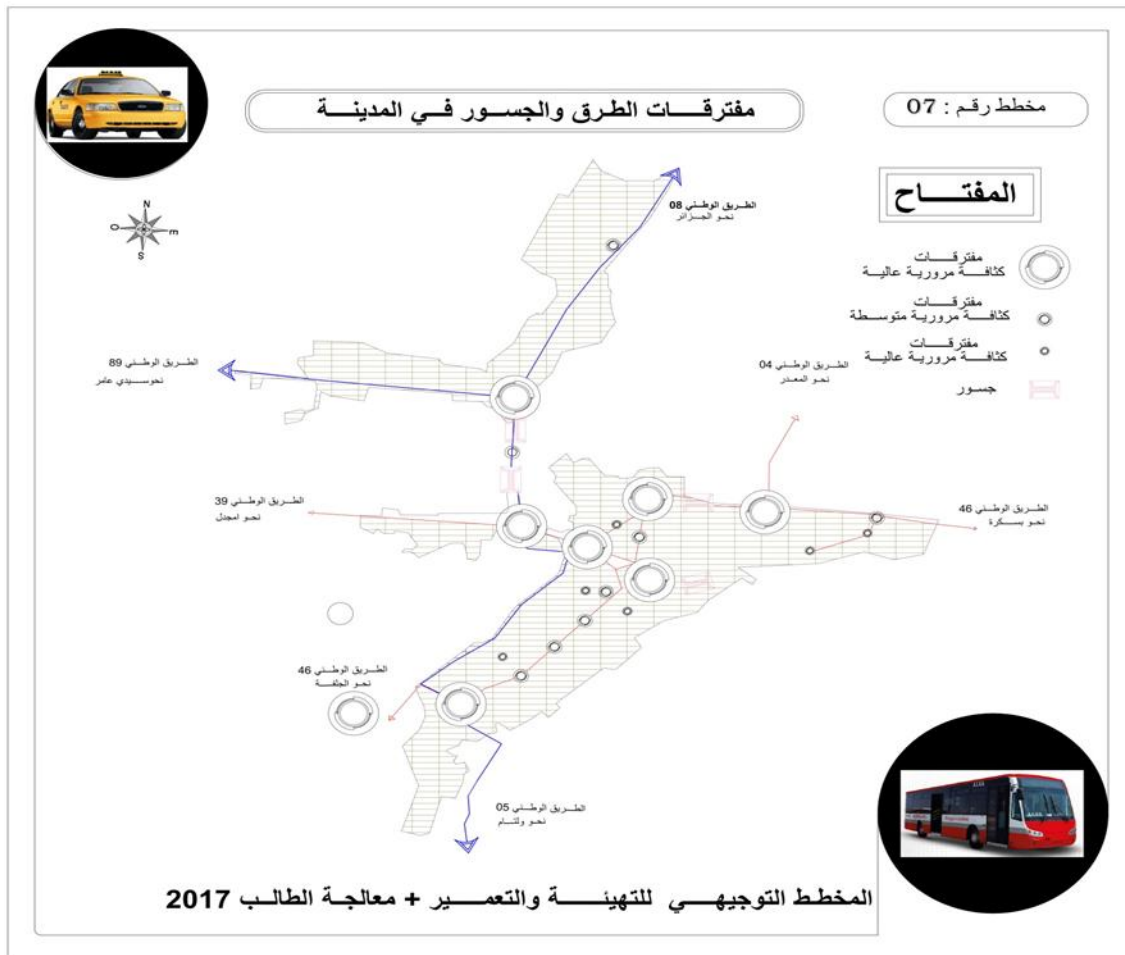 مخطط رقم : 07
مفترقات الطرق والجسور في المدينة
المفتاح
مفترقات
كثافة مرورية عالية
مفترقات
كثافة مرورية متوسطة
مفترقات
كثافة مرورية عالية
جسور
N
O
e
S
الطريق الوطني 08
نحو الجزائر
الطريق الوطني 89
نحوسيدي عامر
الطريق الوطني 04
نحو المعدر
الطريق الوطني 39
نحو امجدل
الطريق الوطني 46
نحو بسكرة
الطريق الوطني 46
نحو الجلفة
الطريق الوطني 05
نحو ولتام
المخطط التوجيهي للتهيئة والتعمير + معالجة الطالب 2017